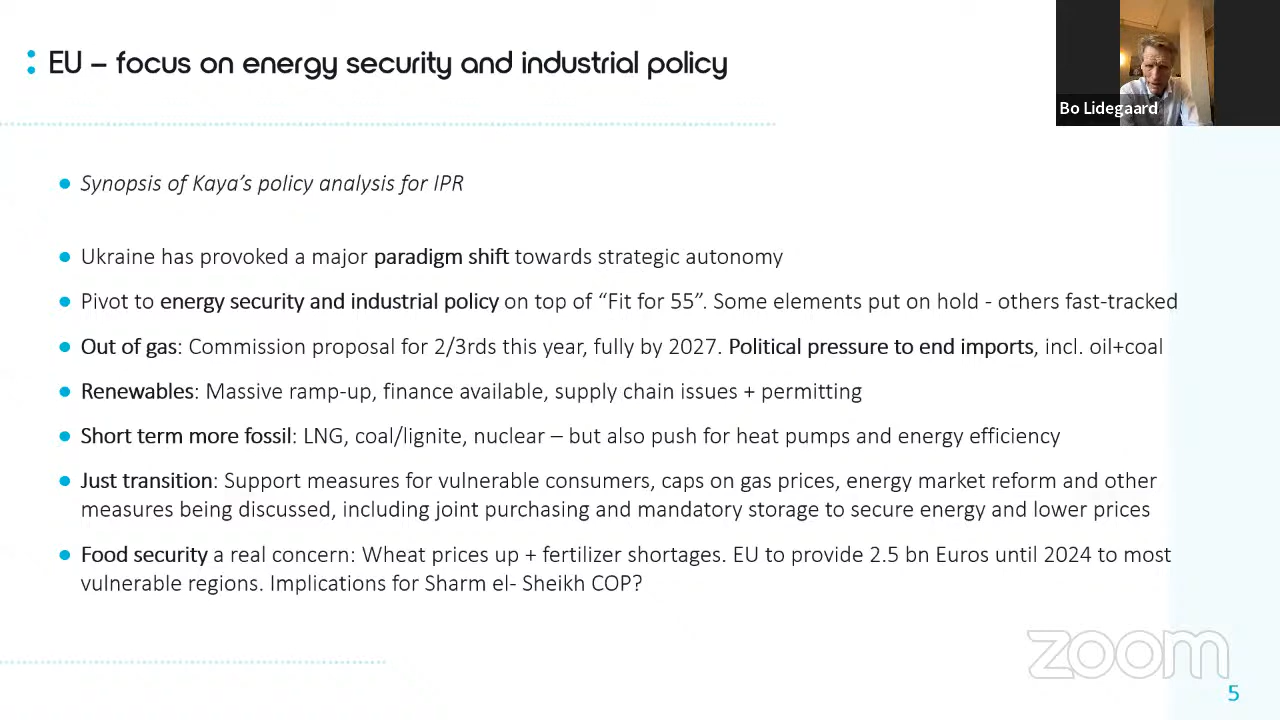 EU – focus on energy security and industrial policy
Bo Lidegaard
Synopsis of Kaya's policy analysis for IPR
Ukraine has provoked a major paradigm shift towards strategic autonomy
Pivot to energy security and industrial policy on top of “Fit for 55”. Some elements put on hold - others fast-tracked
Out of gas: Commission proposal for 2/3rds this year, fully by 2027. Political pressure to end imports, incl. oil+coal
Renewables: Massive ramp-up, finance available, supply chain issues + permitting
Short term more fossil: LNG, coal/lignite, nuclear – but also push for heat pumps and energy efficiency
Just transition: Support measures for vulnerable consumers, caps on gas prices, energy market reform and other
measures being discussed, including joint purchasing and mandatory storage to secure energy and lower prices
Food security a real concern: Wheat prices up + fertilizer shortages. EU to provide 2.5 bn Euros until 2024 to most
vulnerable regions. Implications for Sharm el- Sheikh COP?
zoom
5